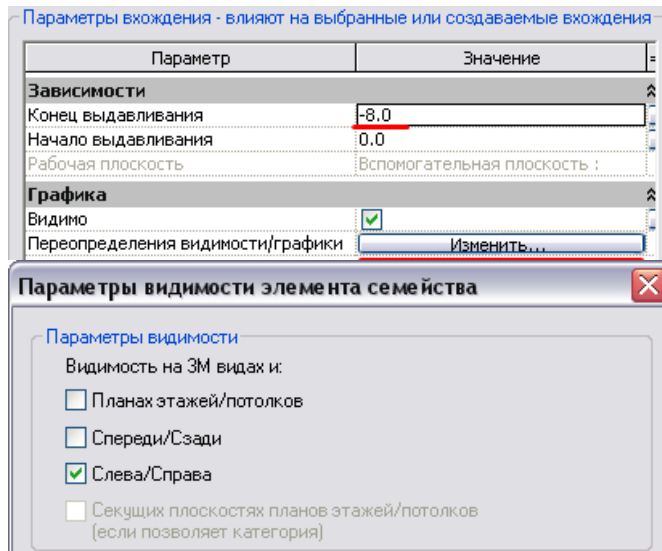 Параметры вхождения - влияют на выбранные или создаваемые вхождения
Параметр Значение =
Зависимости
Конец выдавливания -8.0
Начало выдавливания 0.0
Рабочая плоскость Вспомогательная плоскость :
Графика
Видимо
Переопределения видимости/графики Изменить...
Параметры видимости элемента семейства
Параметры видимости
Видимость на 3М видах и:
Планах этажей/потолков
Спереди/Сзади
Слева/Справа
Секущих плоскостях планов этажей/потолков
(если позволяет категория)